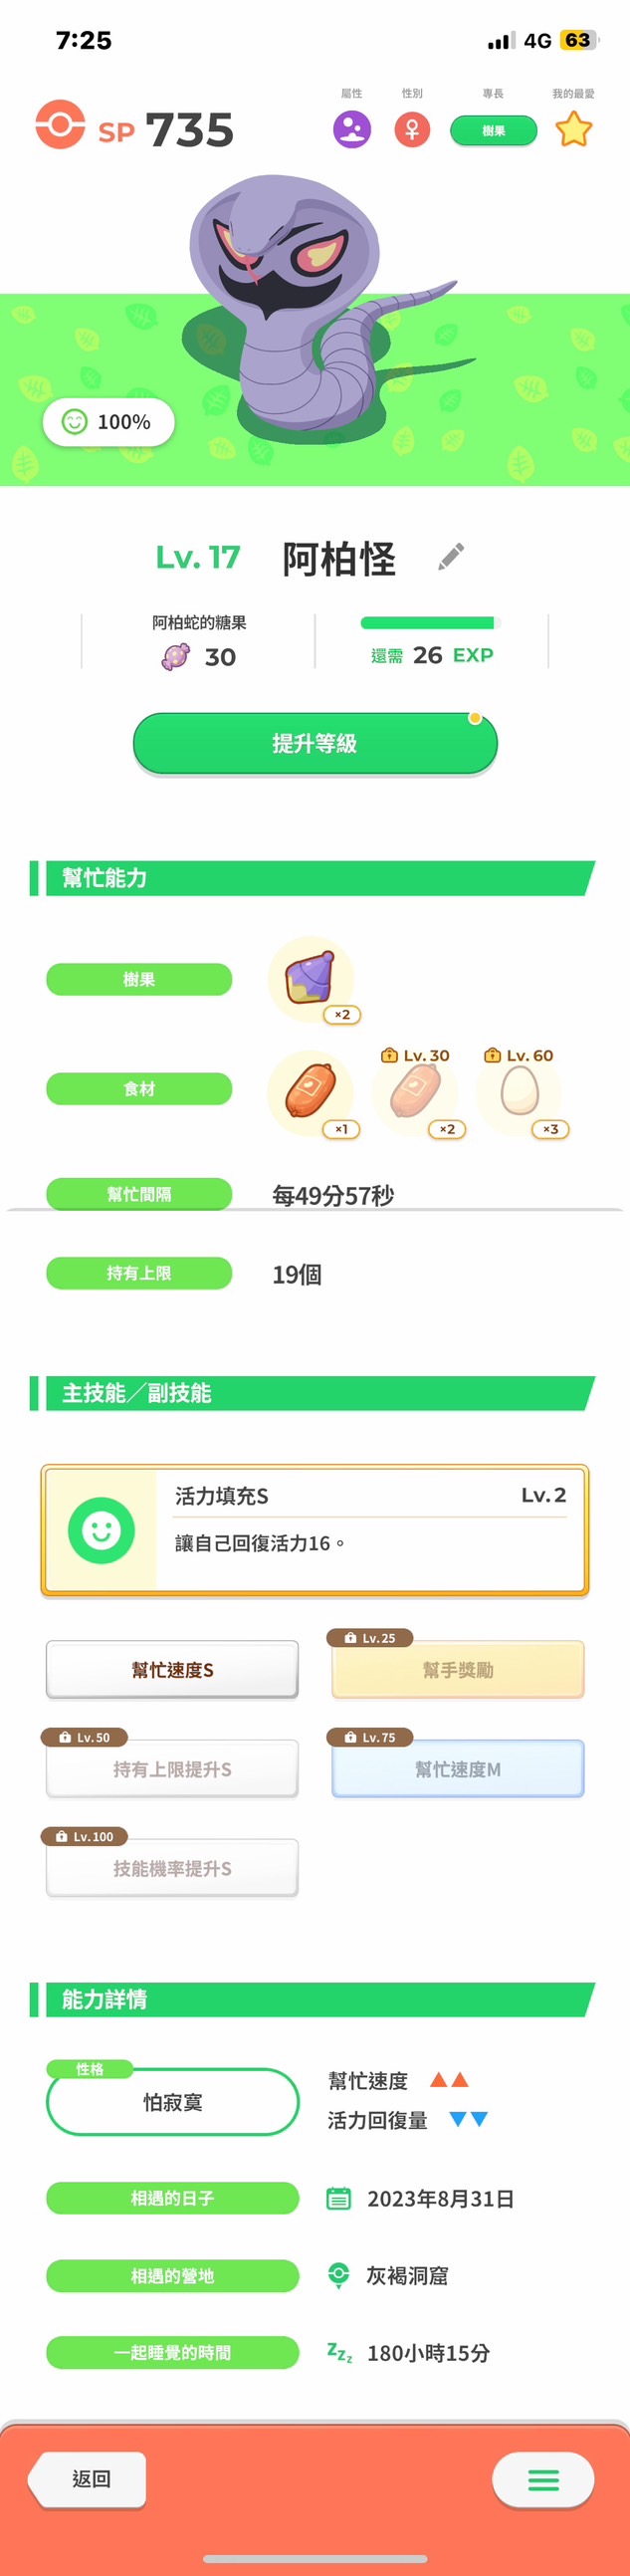 7:25
4G 63
屬性 性別 專長 我的最愛
SP 735
樹果
100%
Lv. 17 阿柏怪
阿柏蛇的糖果
30
還需 26 EXP
提升等級
幫忙能力
樹果
×2
食材
Lv. 30 Lv. 60
×1 ×2 ×3
幫忙間隔 每49分57秒
持有上限 19個
主技能／副技能
活力填充S Lv. 2
讓自己回復活力16。
幫忙速度S
Lv. 25
幫手獎勵
Lv. 50
持有上限提升S
Lv. 75
幫忙速度M
Lv. 100
技能機率提升S
能力詳情
性格
怕寂寞
幫忙速度
活力回復量
相遇的日子 2023年8月31日
相遇的營地 灰褐洞窟
一起睡覺的時間 zzz 180小時15分
返回